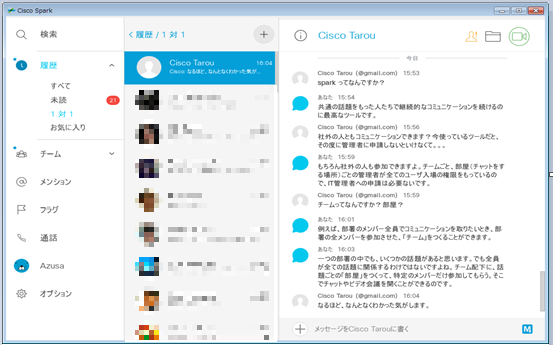 Cisco Spark
検索
履歴
すべて
未読 21
1 対 1
お気に入り
チーム
メンション
フラグ
通話
Azusa
オプション
履歴 / 1 対 1
Cisco Tarou 16:04
Cisco: なるほど、なんとなくわかった気が...
Cisco Tarou
今日
Cisco Tarou (@gmail.com) 15:53
spark ってなんですか?
あなた 15:54
共通の話題をもった人たちで継続的なコミュニケーションを続けるの
に最高なツールです。
Cisco Tarou (@gmail.com) 15:56
社外の人ともコミュニケーションできます?今使っているツールだと、
その度に管理者に申請しないといけなくて。。。
あなた 15:59
もちろん社外の人も参加できますよ。チームごと、部屋(チャットをす
る場所)ごとの管理者が全てのユーザ入場の権限をもっているの
で、IT管理者への申請は必要ないです。
Cisco Tarou (@gmail.com) 15:59
チームってなんですか?部屋?
あなた 16:01
例えば、部署のメンバー全員でコミュニケーションを取りたいとき、部
署の全メンバーを参加させた、「チーム」をつくることができます。
あなた 16:03
一つの部署の中でも、いくつかの話題があると思います。でも全員
が全ての話題に関係するわけではないですよね。チーム配下に、話
題ごとの「部屋」をつくって、特定のメンバーだけ参加してもらう。そこ
でチャットやビデオ会議を開くことができるのです。
Cisco Tarou (@gmail.com) 16:04
なるほど、なんとなくわかった気がします。
メッセージをCisco Tarouに書く
M